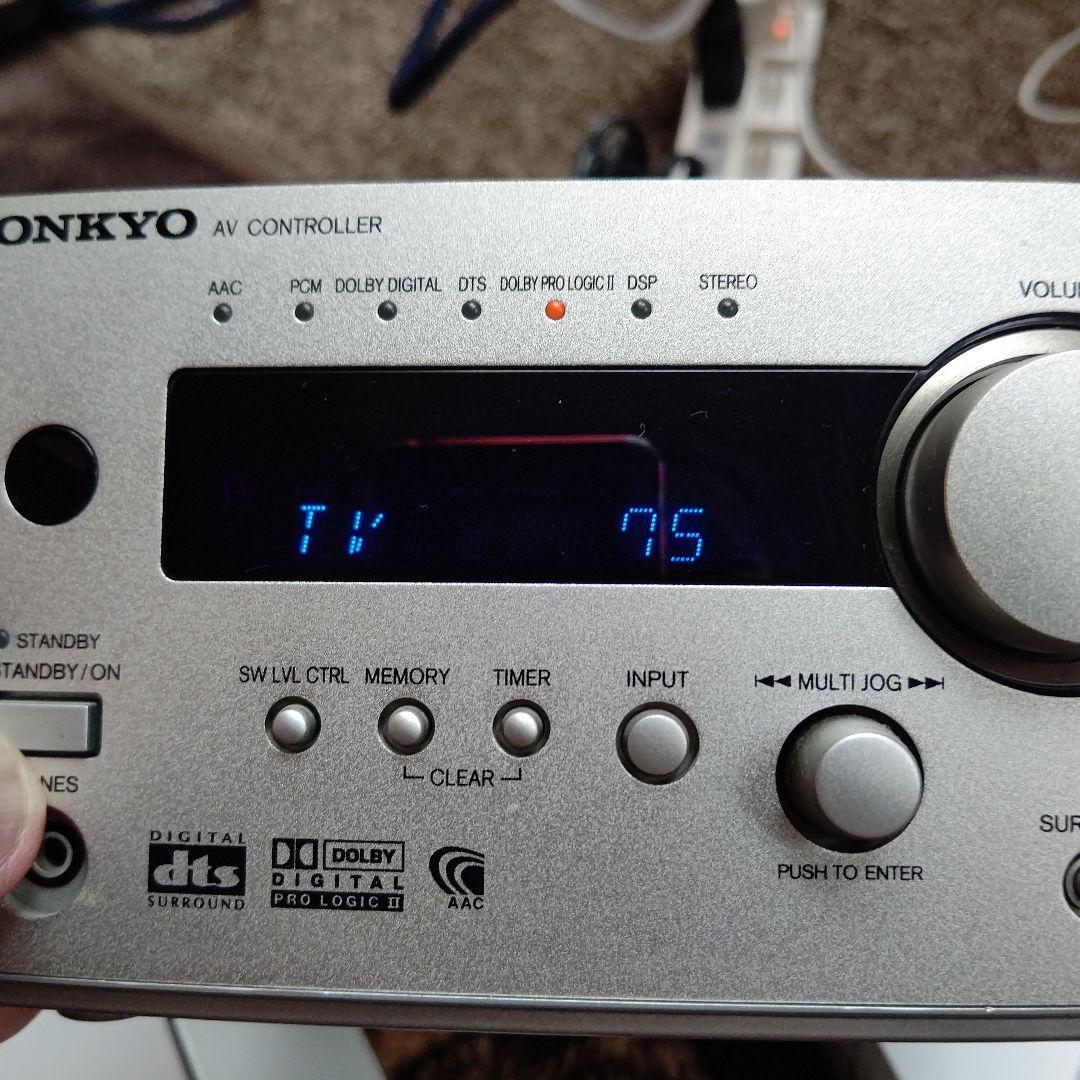 ONKYO AV CONTROLLER
AAC PCM DOLBY DIGITAL DTS DOLBY PRO LOGIC II DSP STEREO
VOLU
TV 75
STANDBY
STANDBY/ON
SW LVL CTRL MEMORY TIMER INPUT MULTI JOG
CLEAR
NES
PUSH TO ENTER
SUR
DIGITAL
dts
SURROUND
DOLBY
DIGITAL
PRO LOGIC II
AAC